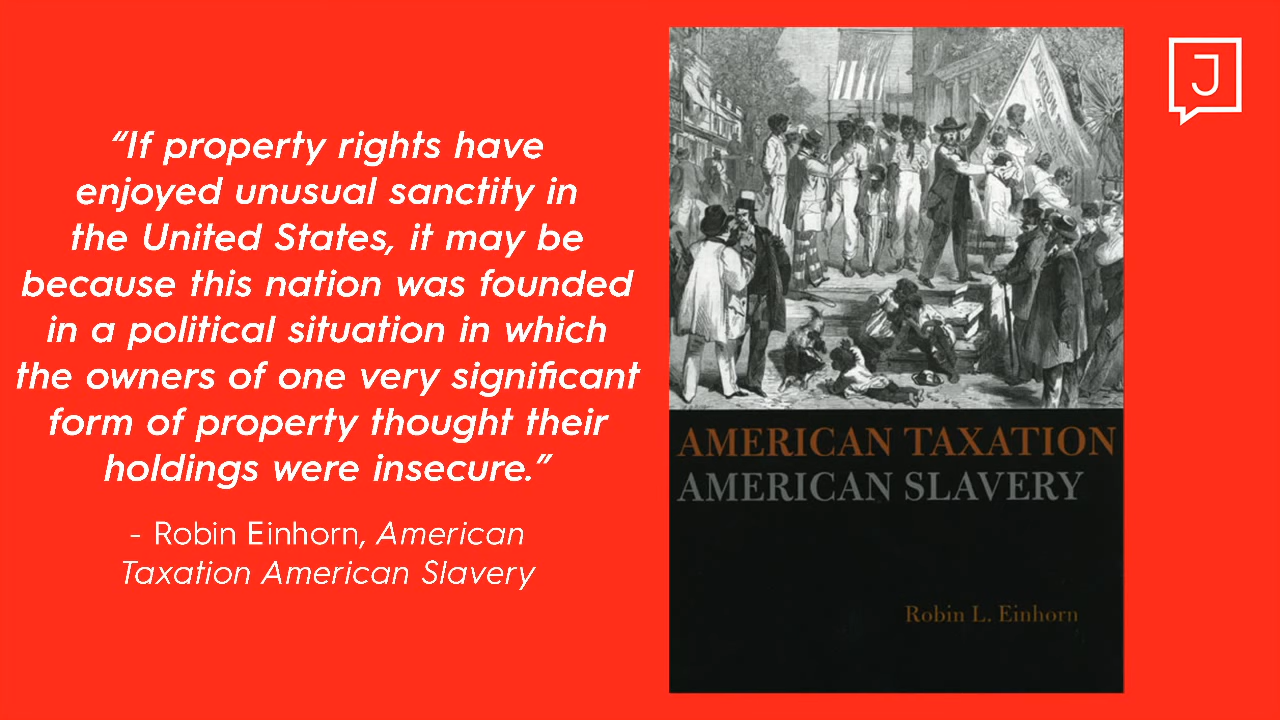 “If property rights have
enjoyed unusual sanctity in
the United States, it may be
because this nation was founded
in a political situation in which
the owners of one very significant
form of property thought their
holdings were insecure.”
- Robin Einhorn, American
Taxation American Slavery
AMERICAN TAXATION
AMERICAN SLAVERY
Robin L. Einhorn
J